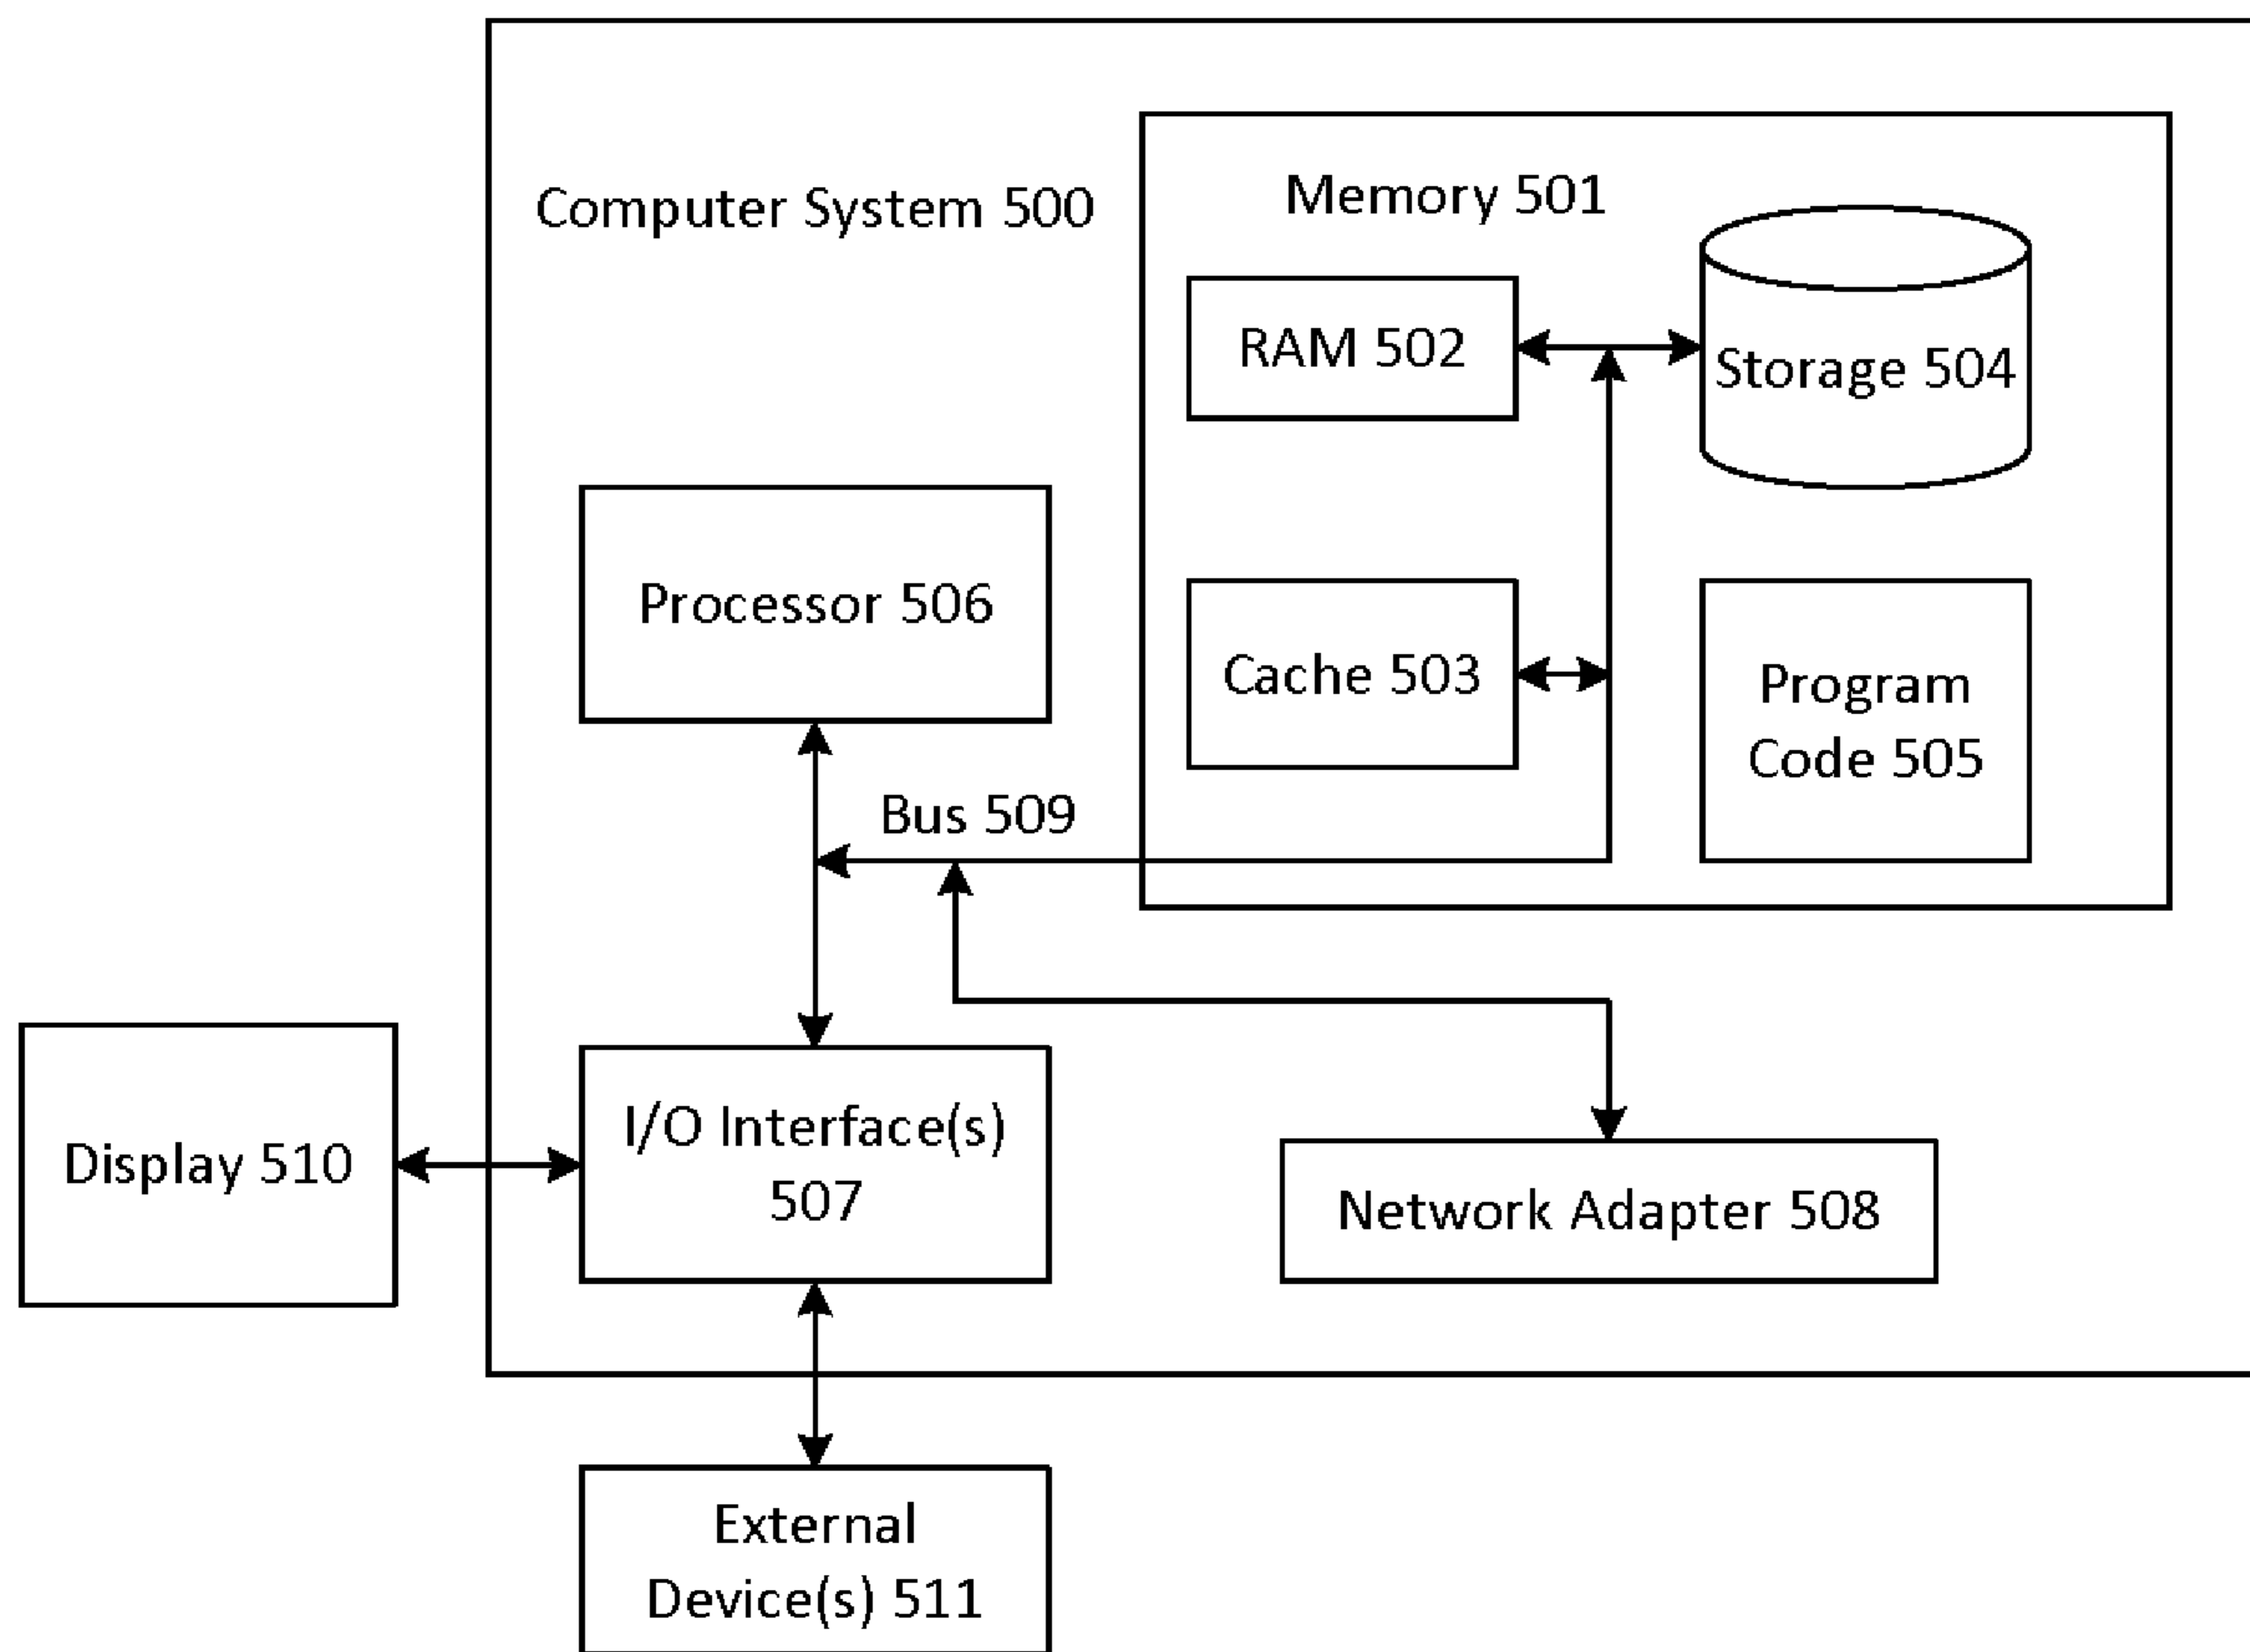 Computer System 500
Memory 501
RAM 502
Storage 504
Processor 506
Cache 503
Program
Code 505
Bus 509
Display 510
I/O Interface(s)
507
Network Adapter 508
External
Device(s) 511